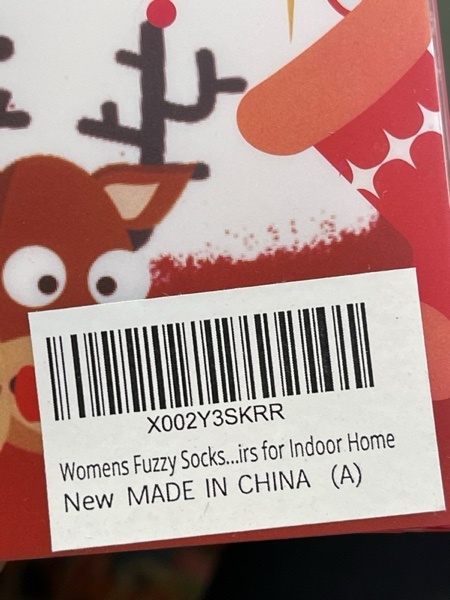 X002Y3SKRR
Womens Fuzzy Socks...irs for Indoor Home
New MADE IN CHINA (A)